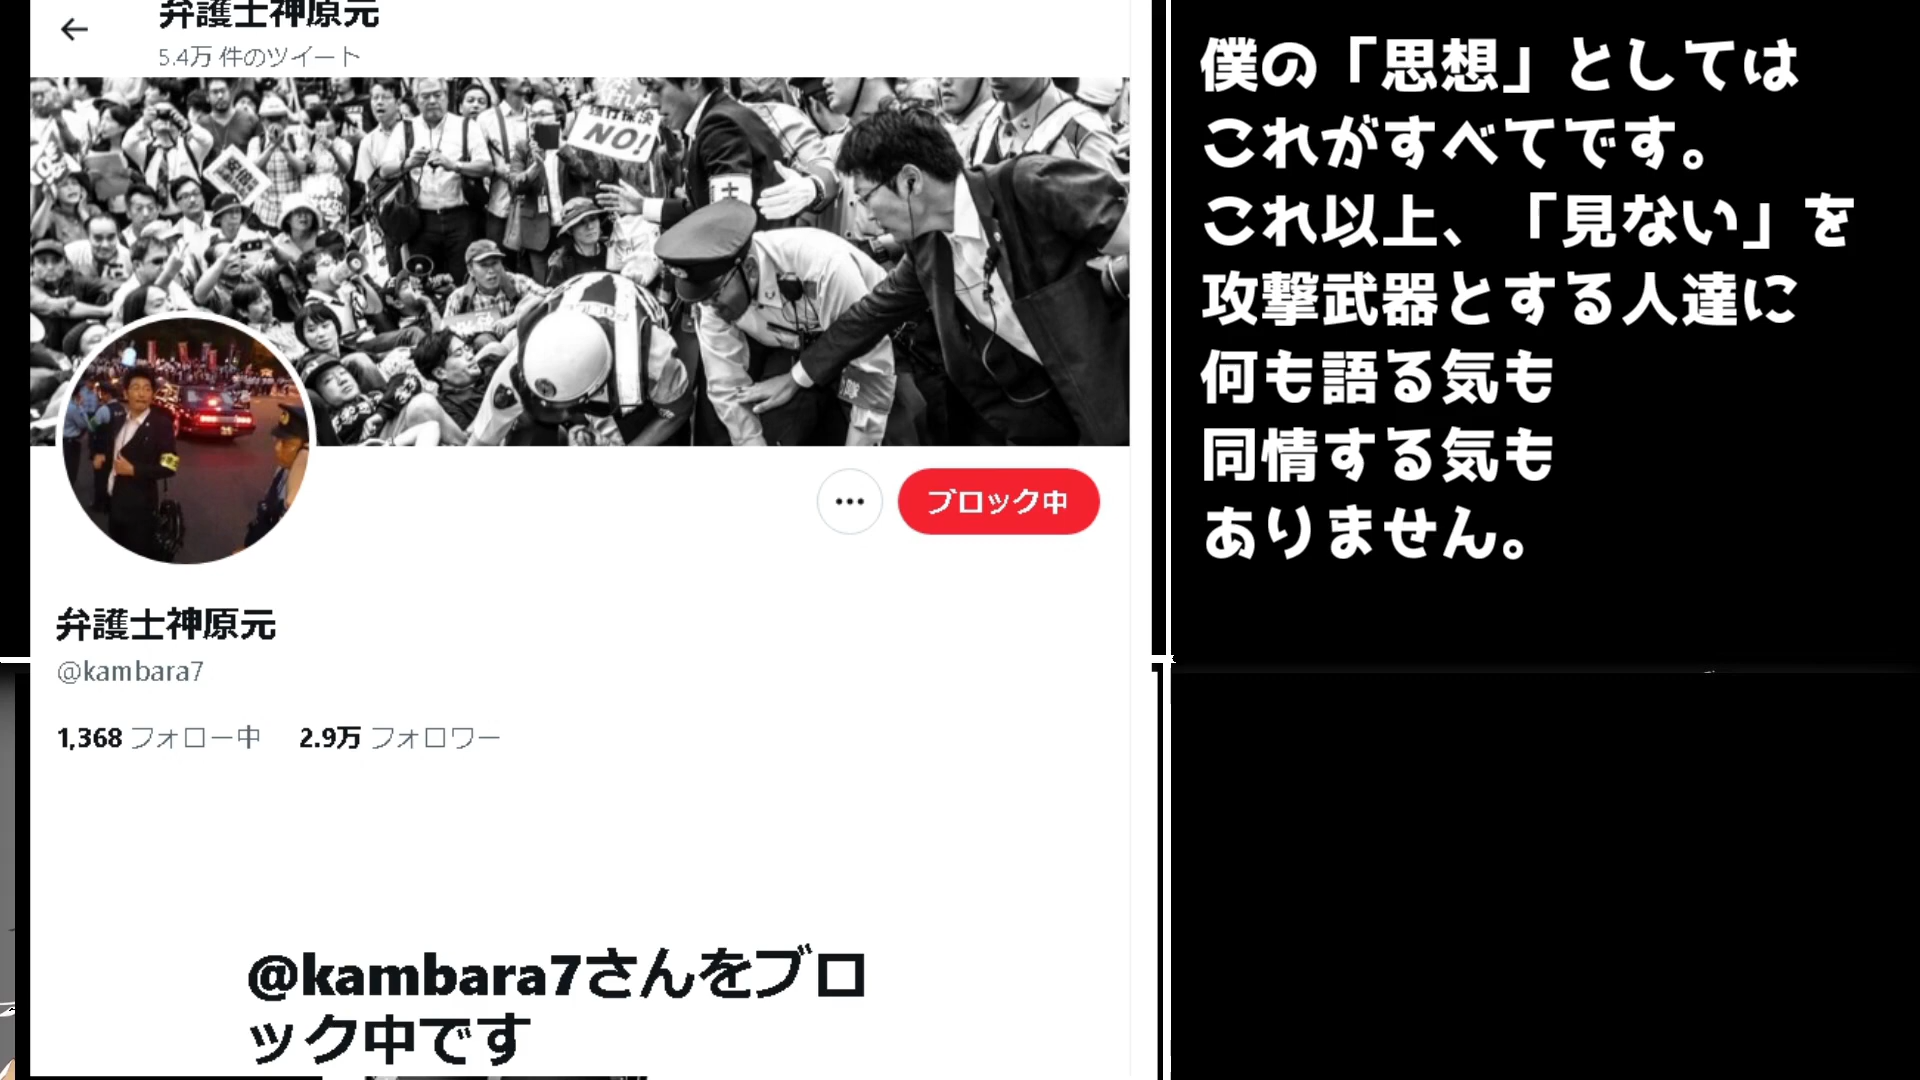 弁護士神原元
5.4万 件のツイート
強行採決
NO!
ブロック中
弁護士神原元
@kambara7
1,368 フォロー中 2.9万 フォロワー
@kambara7さんをブロ
ック中です
僕の「思想」としては
これがすべてです。
これ以上、「見ない」を
攻撃武器とする人達に
何も語る気も
同情する気も
ありません。